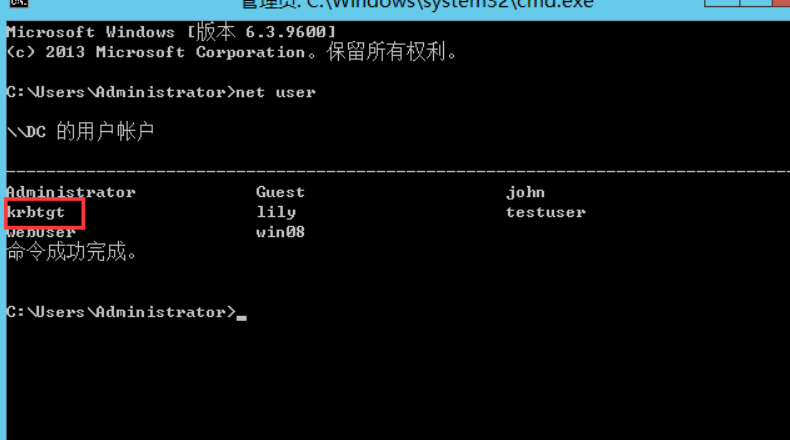 管理员: C:\Windows\system32\cmd.exe
Microsoft Windows [版本 6.3.9600]
(c) 2013 Microsoft Corporation。保留所有权利。
C:\Users\Administrator>net user
\\DC 的用户帐户
-------------------------------------------------------------------------------
Administrator            Guest                    john
krbtgt                   lily                     testuser
webuser                  win08
命令成功完成。
C:\Users\Administrator>_